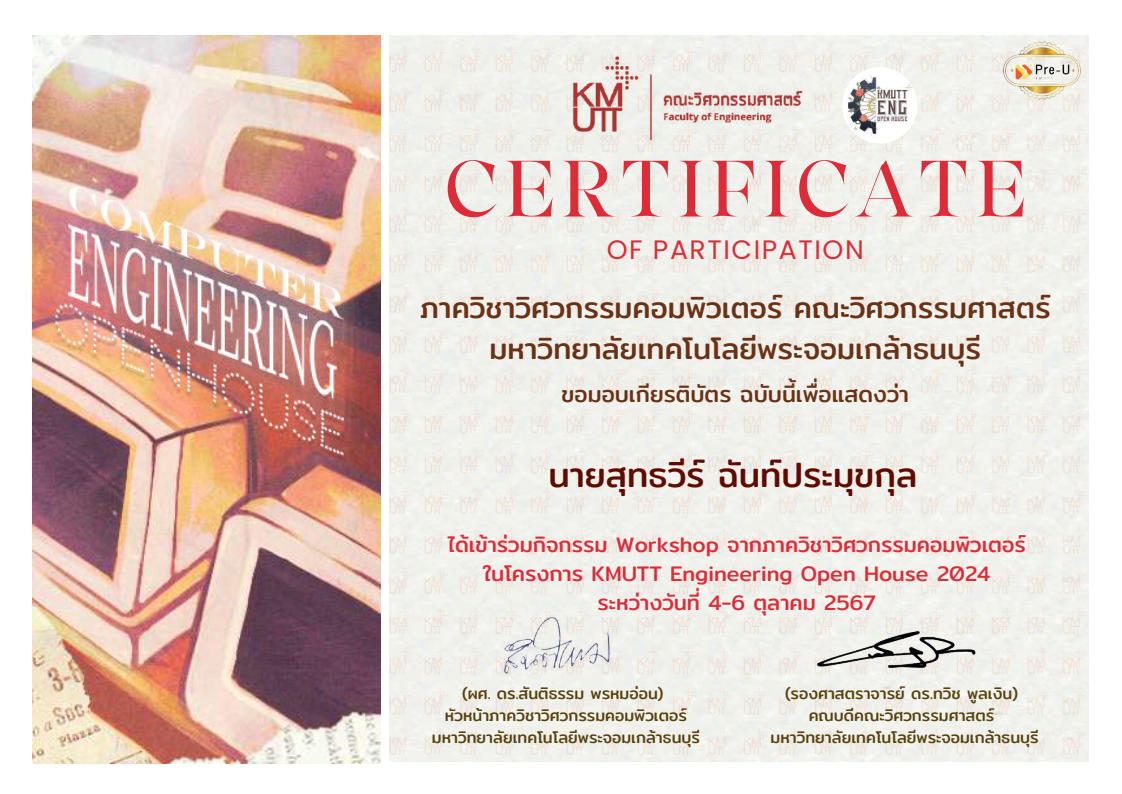 COMPUTER
ENGINEERING
OPENHOUSE
3-6
a Soc.
Piazza
KM
UTT
คณะวิศวกรรมศาสตร์
Faculty of Engineering
KMUTT
ENG
OPEN HOUSE
Pre-U
CERTIFICATE
OF PARTICIPATION
ภาควิชาวิศวกรรมคอมพิวเตอร์ คณะวิศวกรรมศาสตร์
มหาวิทยาลัยเทคโนโลยีพระจอมเกล้าธนบุรี
ขอมอบเกียรติบัตร ฉบับนี้เพื่อแสดงว่า
นายสุทธวีร์ ฉันท์ประมุขกุล
ได้เข้าร่วมกิจกรรม Workshop จากภาควิชาวิศวกรรมคอมพิวเตอร์
ในโครงการ KMUTT Engineering Open House 2024
ระหว่างวันที่ 4-6 ตุลาคม 2567
(ผศ. ดร.สันติธรรม พรหมอ่อน)
หัวหน้าภาควิชาวิศวกรรมคอมพิวเตอร์
มหาวิทยาลัยเทคโนโลยีพระจอมเกล้าธนบุรี
(รองศาสตราจารย์ ดร.ทวิช พูลเงิน)
คณบดีคณะวิศวกรรมศาสตร์
มหาวิทยาลัยเทคโนโลยีพระจอมเกล้าธนบุรี